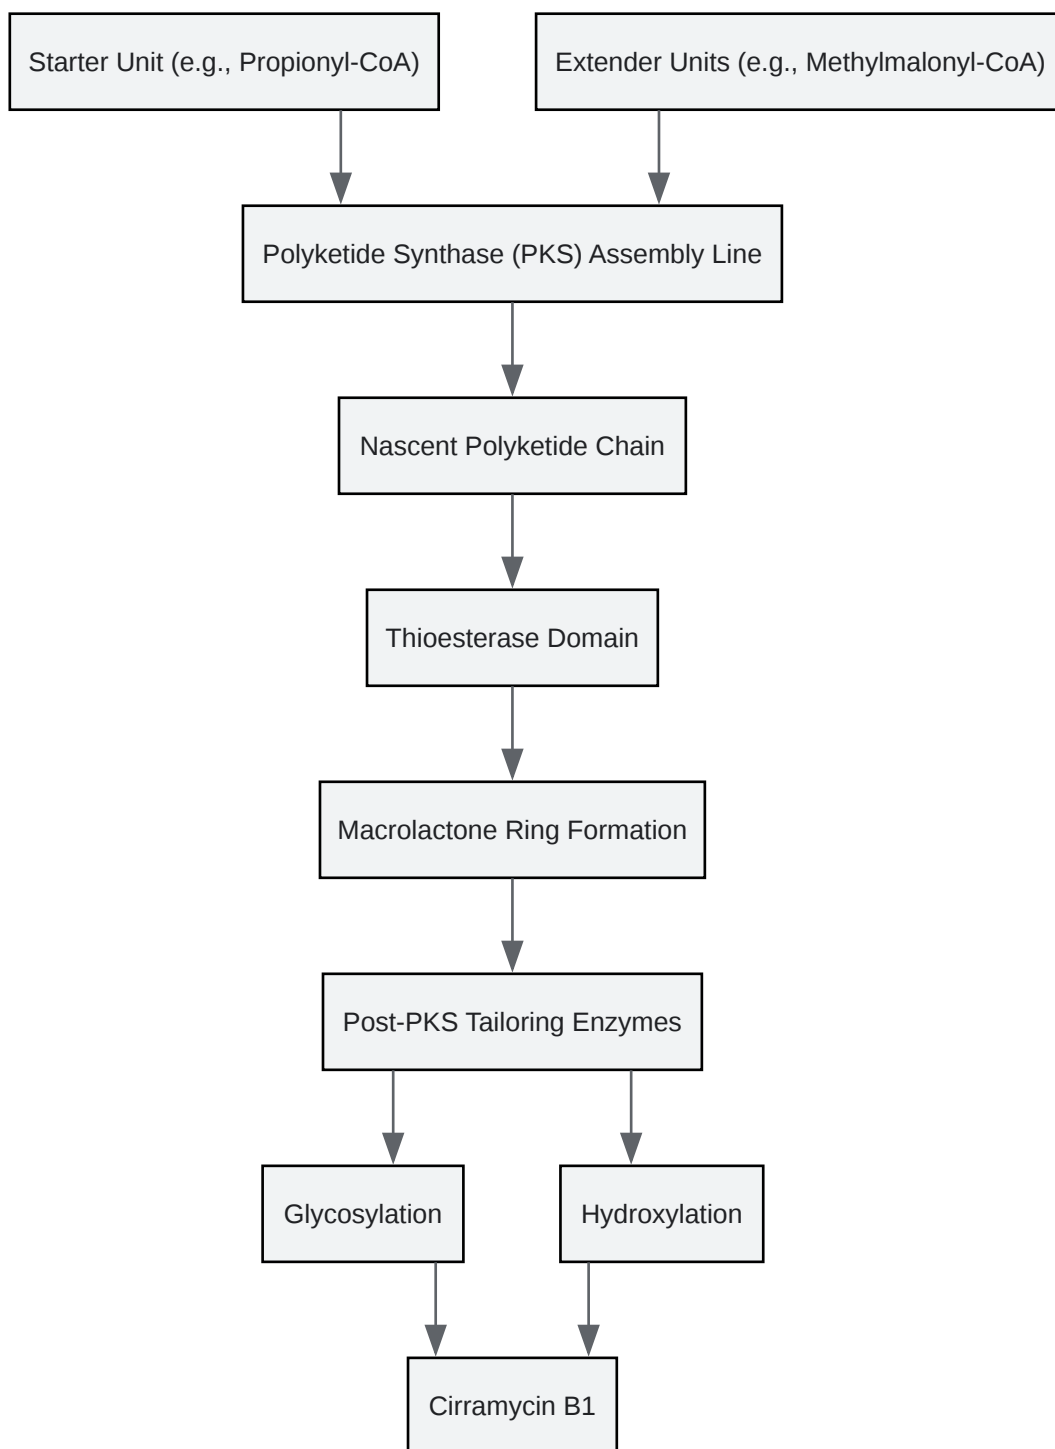 Starter Unit (e.g., Propionyl-CoA)
Extender Units (e.g., Methylmalonyl-CoA)
Polyketide Synthase (PKS) Assembly Line
Nascent Polyketide Chain
Thioesterase Domain
Macrolactone Ring Formation
Post-PKS Tailoring Enzymes
Glycosylation
Hydroxylation
Cirramycin B1